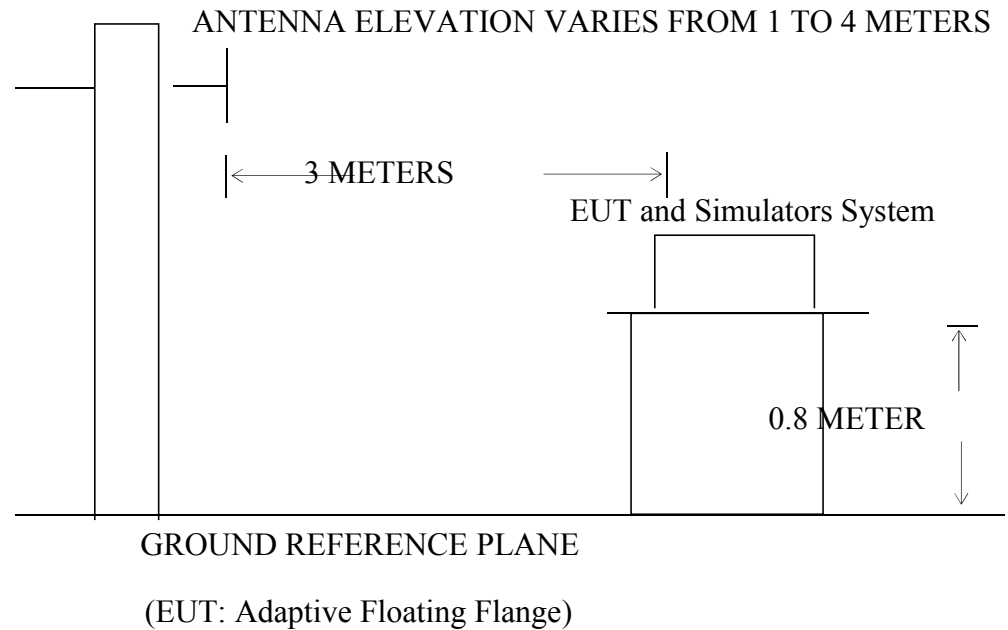 ANTENNA ELEVATION VARIES FROM 1 TO 4 METERS
3 METERS
EUT and Simulators System
0.8 METER
GROUND REFERENCE PLANE
(EUT: Adaptive Floating Flange)